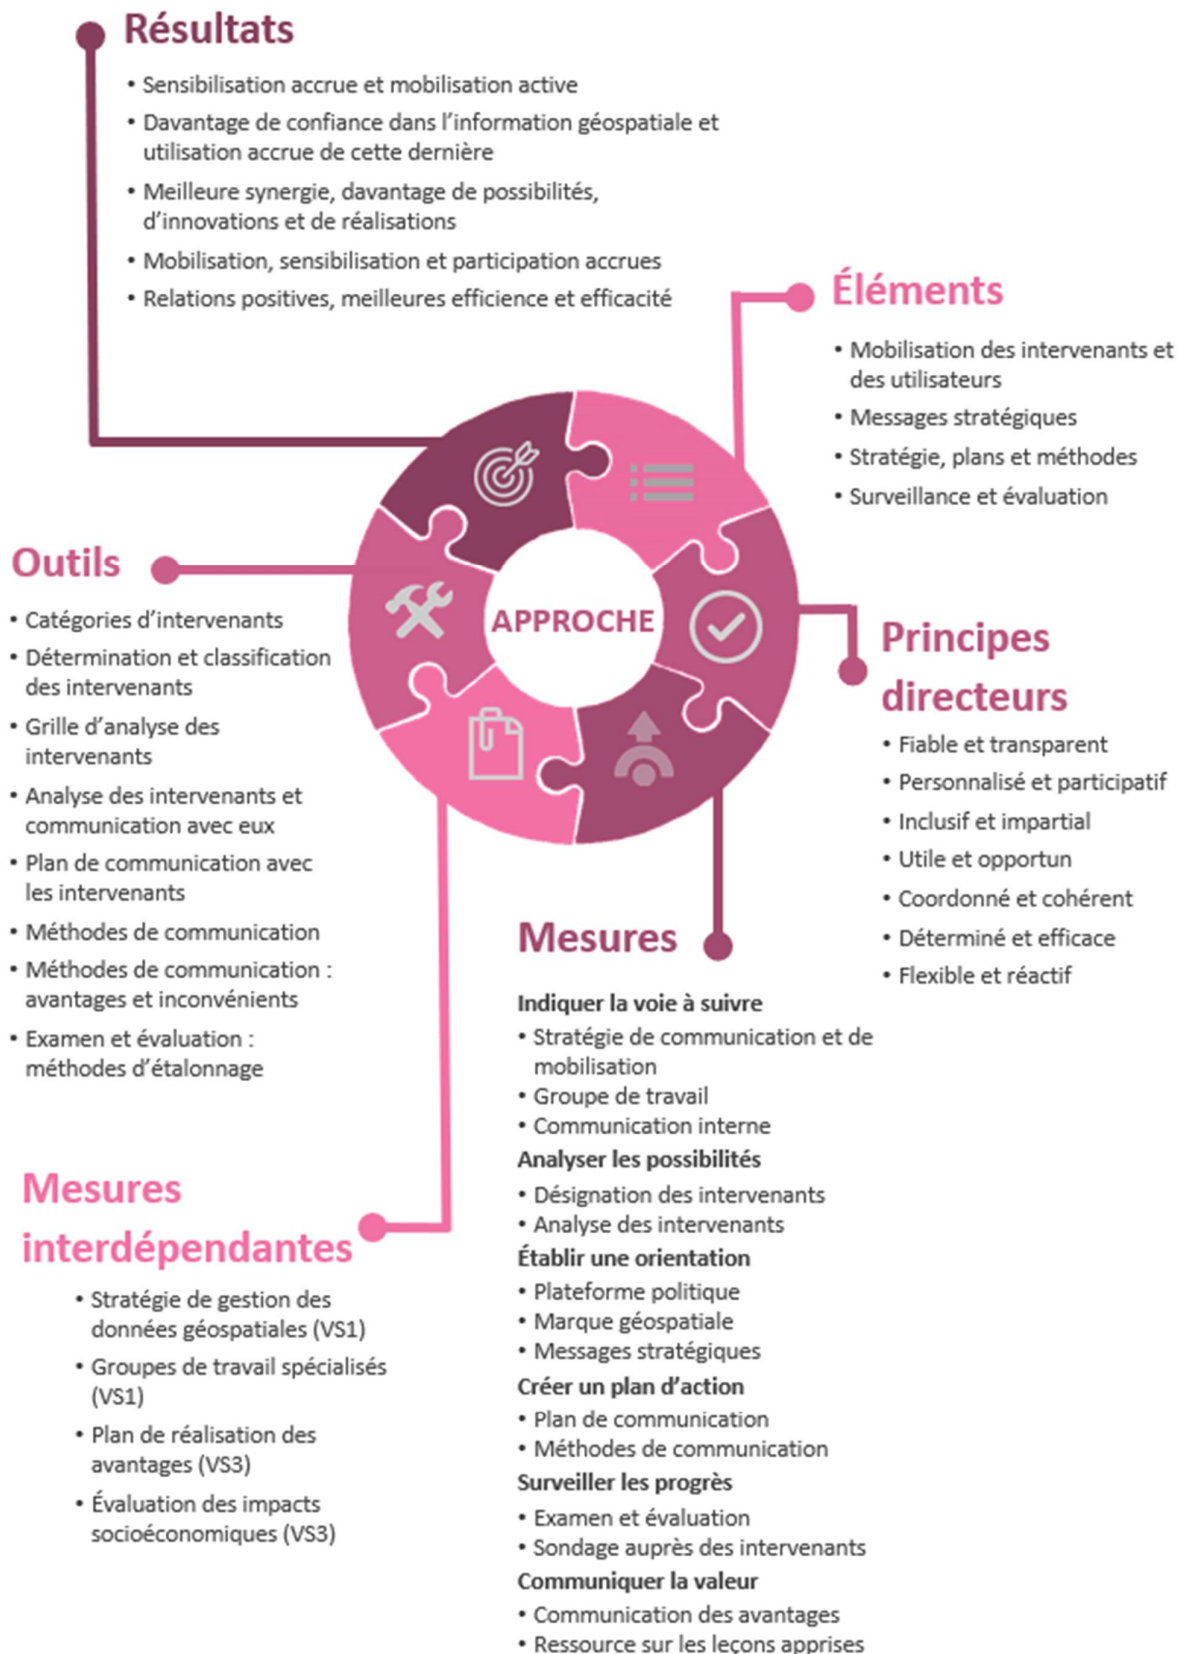 Résultats
• Sensibilisation accrue et mobilisation active
• Davantage de confiance dans l’information géospatiale et
utilisation accrue de cette dernière
• Meilleure synergie, davantage de possibilités,
d’innovations et de réalisations
• Mobilisation, sensibilisation et participation accrues
• Relations positives, meilleures efficience et efficacité
Éléments
• Mobilisation des intervenants et
des utilisateurs
• Messages stratégiques
• Stratégie, plans et méthodes
• Surveillance et évaluation
APPROCHE
Principes
directeurs
• Fiable et transparent
• Personnalisé et participatif
• Inclusif et impartial
• Utile et opportun
• Coordonné et cohérent
• Déterminé et efficace
• Flexible et réactif
Outils
• Catégories d’intervenants
• Détermination et classification
des intervenants
• Grille d’analyse des
intervenants
• Analyse des intervenants et
communication avec eux
• Plan de communication avec
les intervenants
• Méthodes de communication
• Méthodes de communication :
avantages et inconvénients
• Examen et évaluation :
méthodes d’étalonnage
Mesures
Indiquer la voie à suivre
• Stratégie de communication et de
mobilisation
• Groupe de travail
• Communication interne
Analyser les possibilités
• Désignation des intervenants
• Analyse des intervenants
Établir une orientation
• Plateforme politique
• Marque géospatiale
• Messages stratégiques
Créer un plan d’action
• Plan de communication
• Méthodes de communication
Surveiller les progrès
• Examen et évaluation
• Sondage auprès des intervenants
Communiquer la valeur
• Communication des avantages
• Ressource sur les leçons apprises
Mesures
interdépendantes
• Stratégie de gestion des
données géospatiales (VS1)
• Groupes de travail spécialisés
(VS1)
• Plan de réalisation des
avantages (VS3)
• Évaluation des impacts
socioéconomiques (VS3)